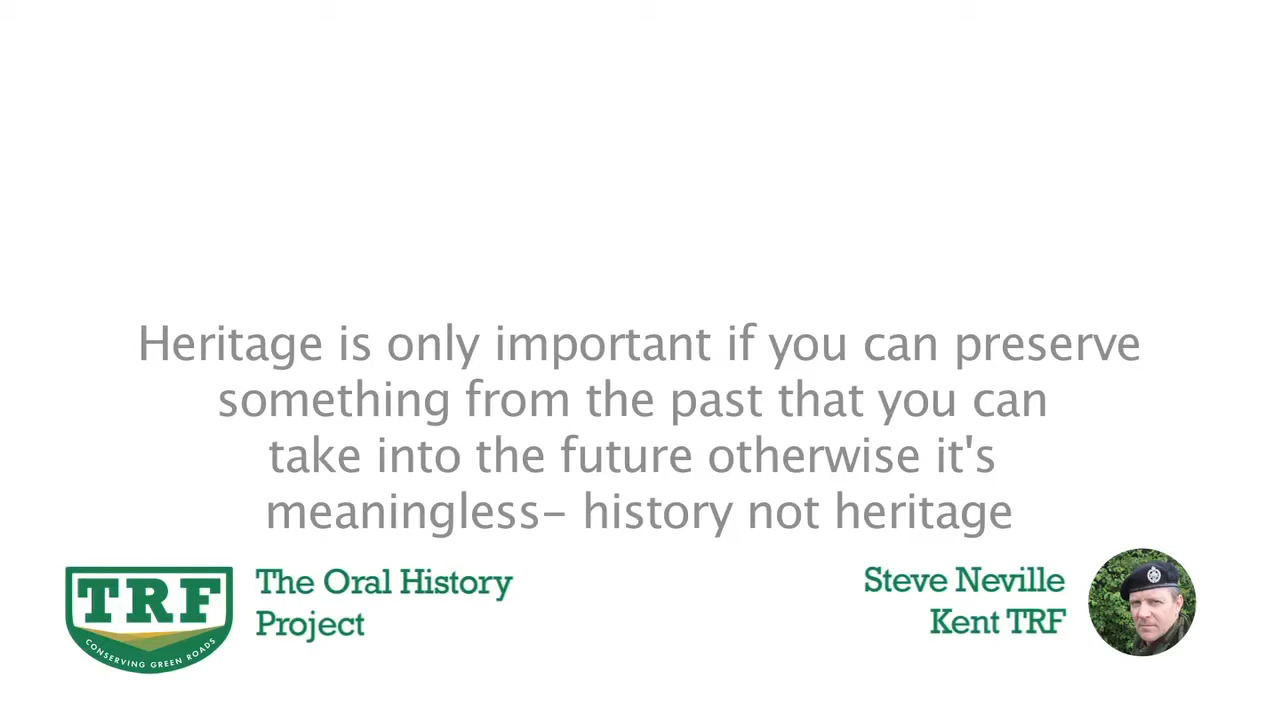 Heritage is only important if you can preserve
something from the past that you can
take into the future otherwise it's
meaningless- history not heritage
TRF
CONSERVING GREEN ROADS
The Oral History
Project
Steve Neville
Kent TRF